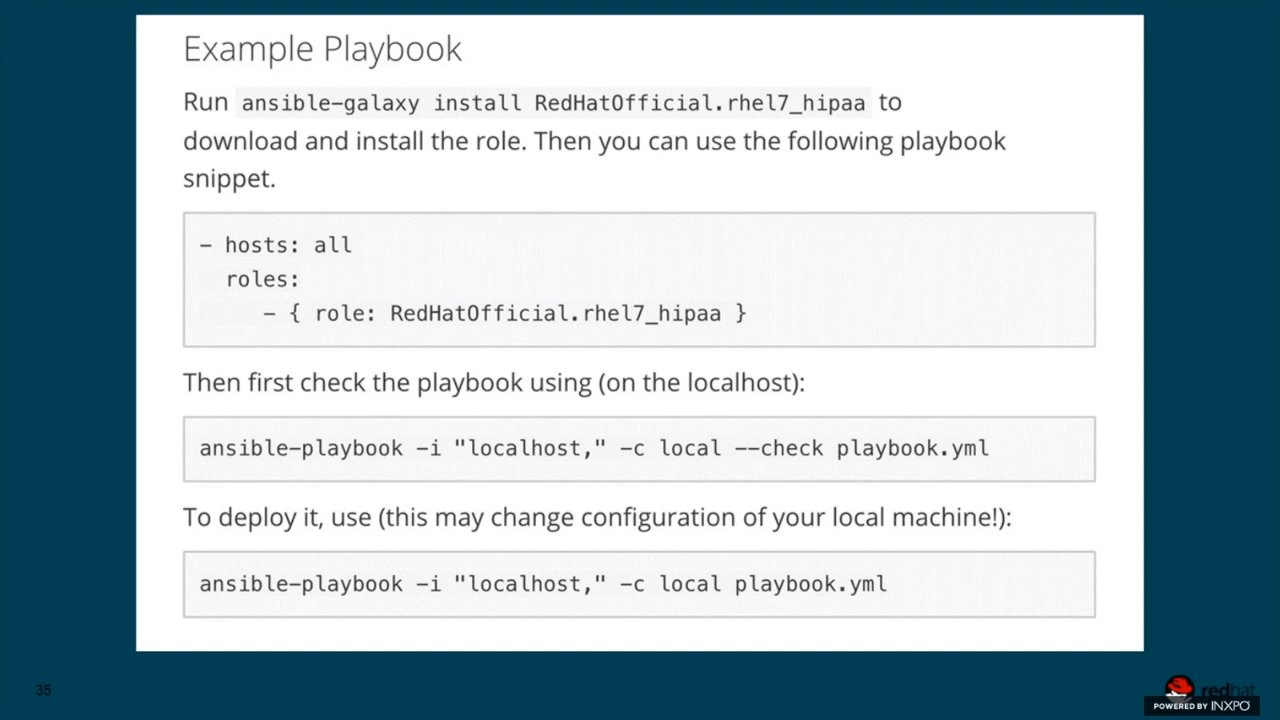 Example Playbook
Run ansible-galaxy install RedHatOfficial.rhel7_hipaa to
download and install the role. Then you can use the following playbook
snippet.
- hosts: all
  roles:
     - { role: RedHatOfficial.rhel7_hipaa }
Then first check the playbook using (on the localhost):
ansible-playbook -i "localhost," -c local --check playbook.yml
To deploy it, use (this may change configuration of your local machine!):
ansible-playbook -i "localhost," -c local playbook.yml
35
redhat
POWERED BY INXPO